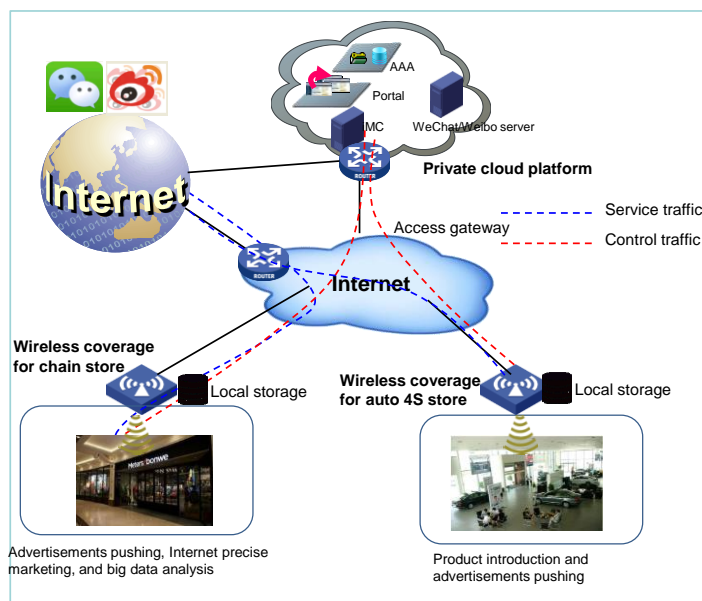 AAA
Portal
IMC
WeChat/Weibo server
ROUTER
Private cloud platform
Internet
Access gateway
Service traffic
Control traffic
ROUTER
Internet
Wireless coverage
for chain store
Local storage
Wireless coverage
for auto 4S store
Local storage
Meters/bonwe
Advertisements pushing, Internet precise
marketing, and big data analysis
Product introduction and
advertisements pushing